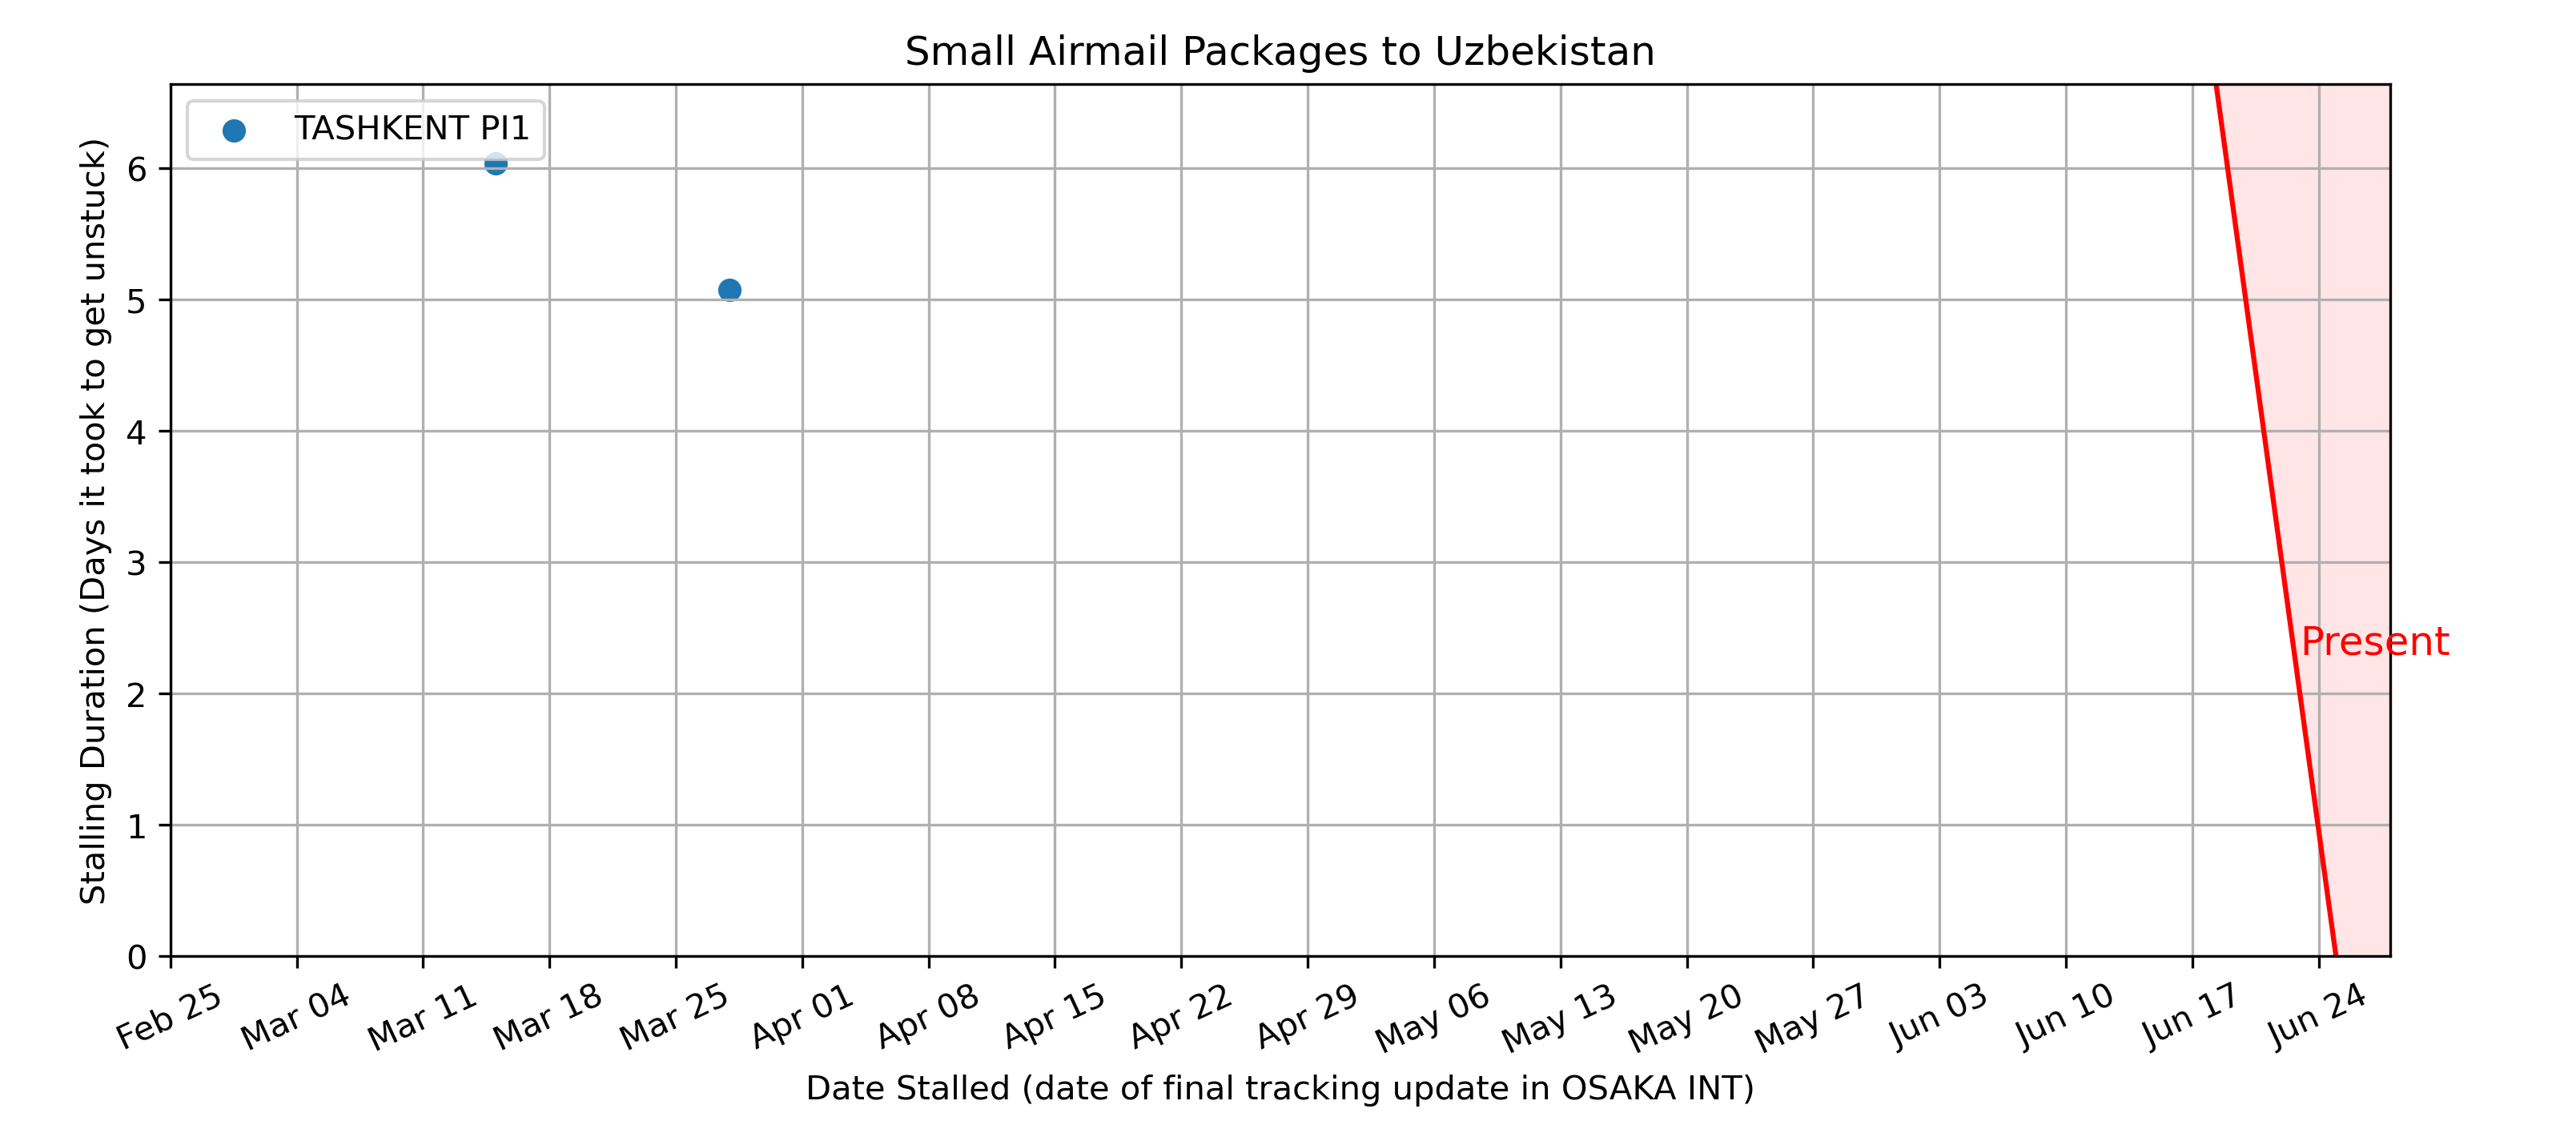 Small Airmail Packages to Uzbekistan
TASHKENT PI1
Stalling Duration (Days it took to get unstuck)
6
5
4
3
2
1
0
Present
Feb 25
Mar 04
Mar 11
Mar 18
Mar 25
Apr 01
Apr 08
Apr 15
Apr 22
Apr 29
May 06
May 13
May 20
May 27
Jun 03
Jun 10
Jun 17
Jun 24
Date Stalled (date of final tracking update in OSAKA INT)